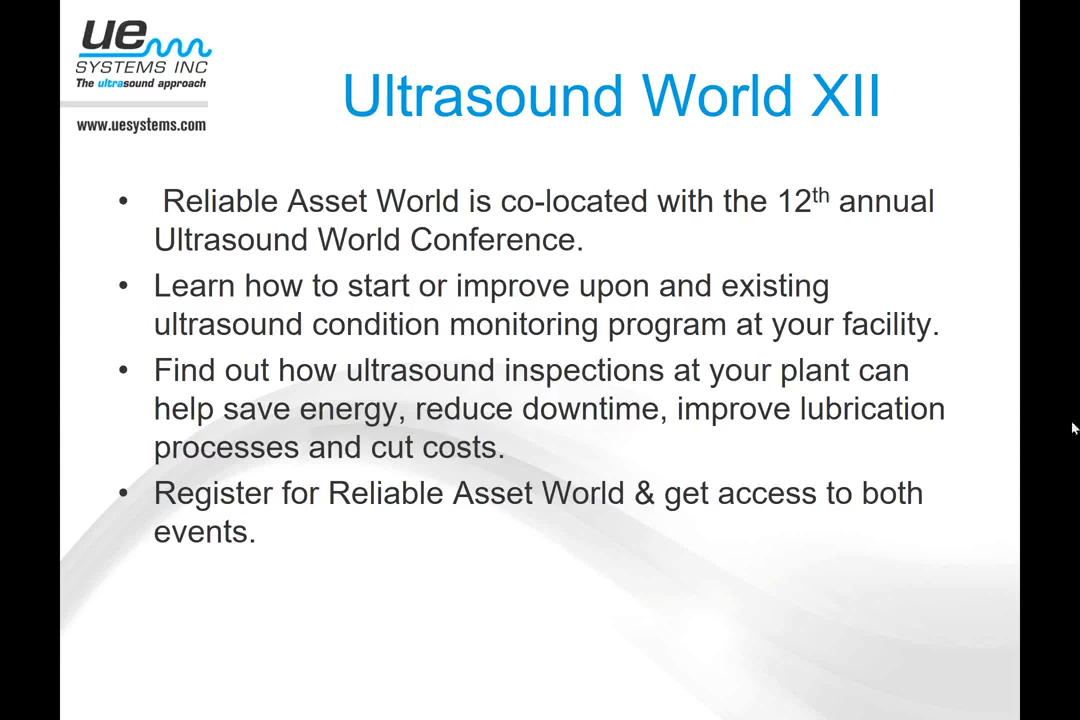 ue
SYSTEMS INC
The ultrasound approach
www.uesystems.com
Ultrasound World XII
• Reliable Asset World is co-located with the 12th annual
Ultrasound World Conference.
• Learn how to start or improve upon and existing
ultrasound condition monitoring program at your facility.
• Find out how ultrasound inspections at your plant can
help save energy, reduce downtime, improve lubrication
processes and cut costs.
• Register for Reliable Asset World & get access to both
events.